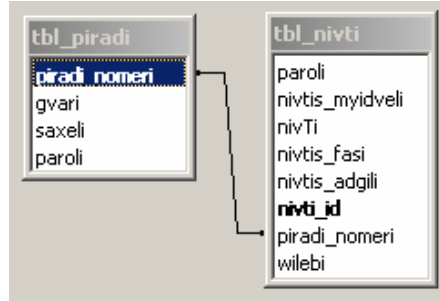 tbl_piradi
piradi_nomeri
gvari
saxeli
paroli
tbl_nivti
paroli
nivtis_myidveli
nivTi
nivtis_fasi
nivtis_adgili
nivti_id
piradi_nomeri
wilebi